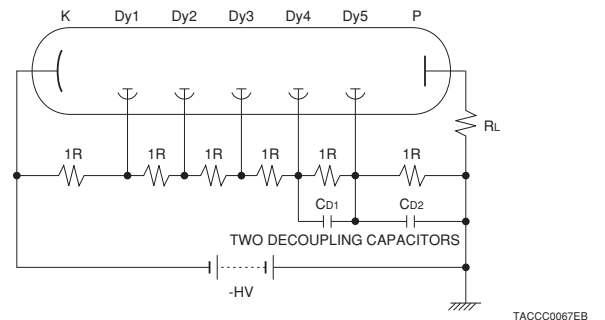 K Dy1 Dy2 Dy3 Dy4 Dy5 P
RL
1R 1R 1R 1R 1R 1R
CD1 CD2
TWO DECOUPLING CAPACITORS
-HV
TACCC0067EB